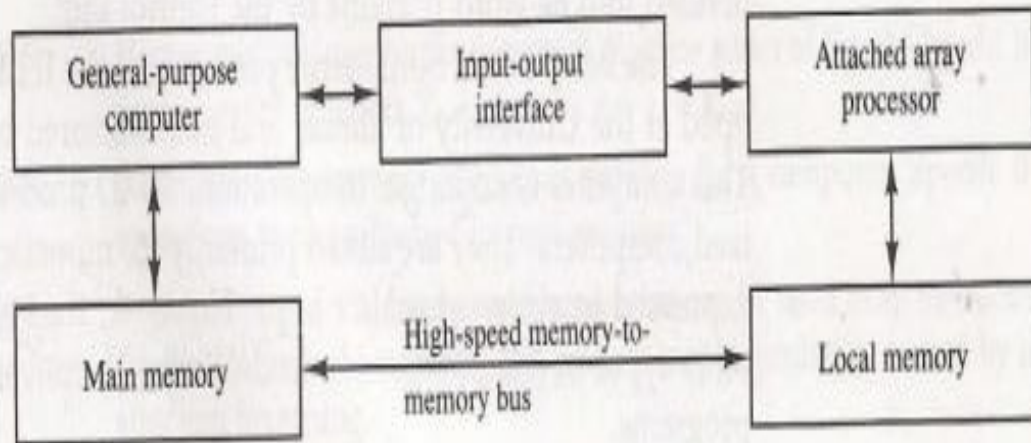 General-purpose
computer
Input-output
interface
Attached array
processor
Main memory
High-speed memory-to-
memory bus
Local memory